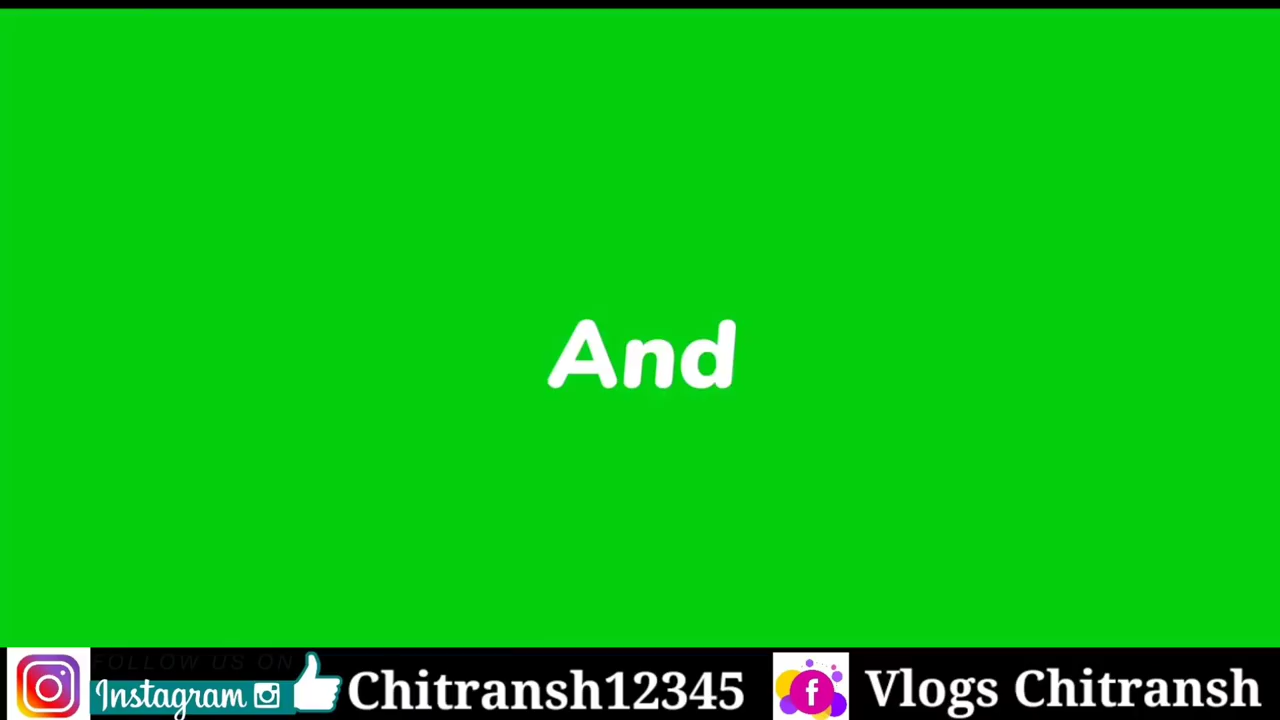 And
FOLLOW US ON
Instagram
Chitransh12345
f
Vlogs Chitransh